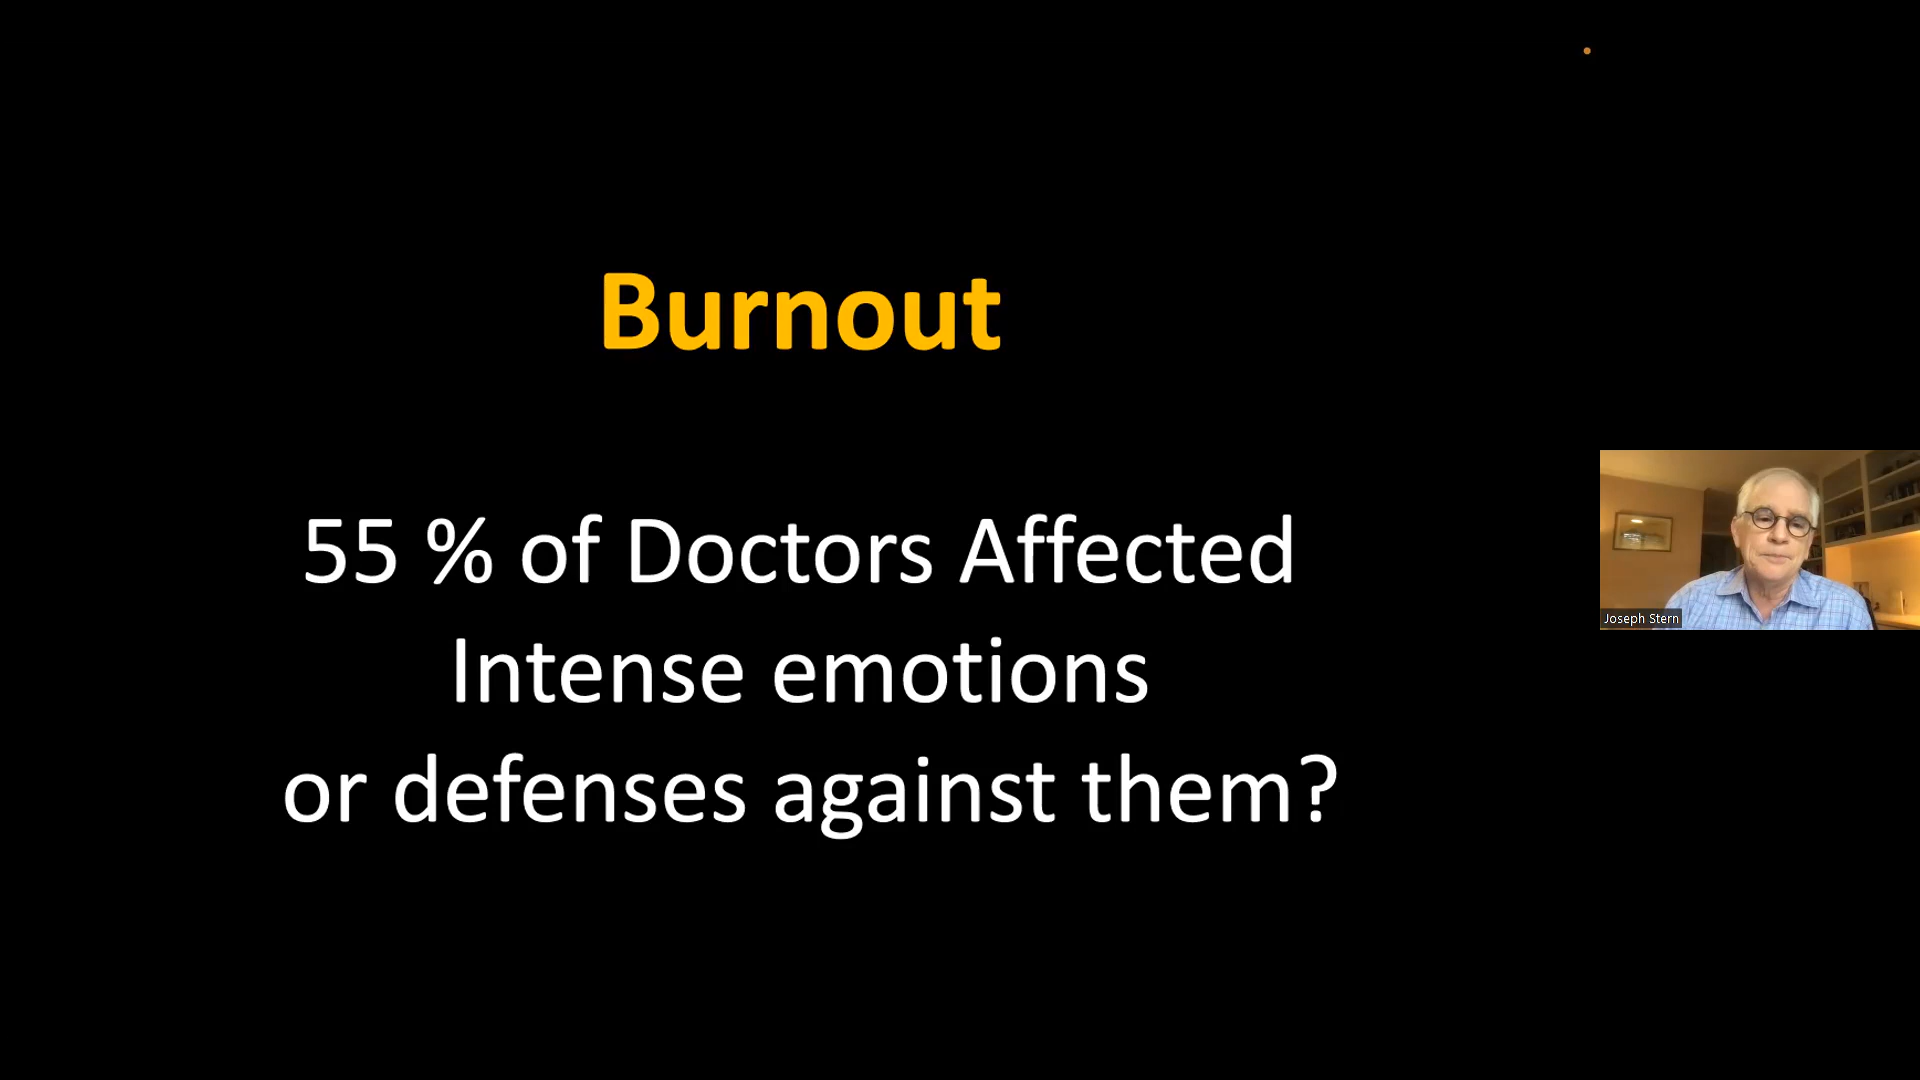 Burnout
55 % of Doctors Affected
Intense emotions
or defenses against them?
Joseph Stern